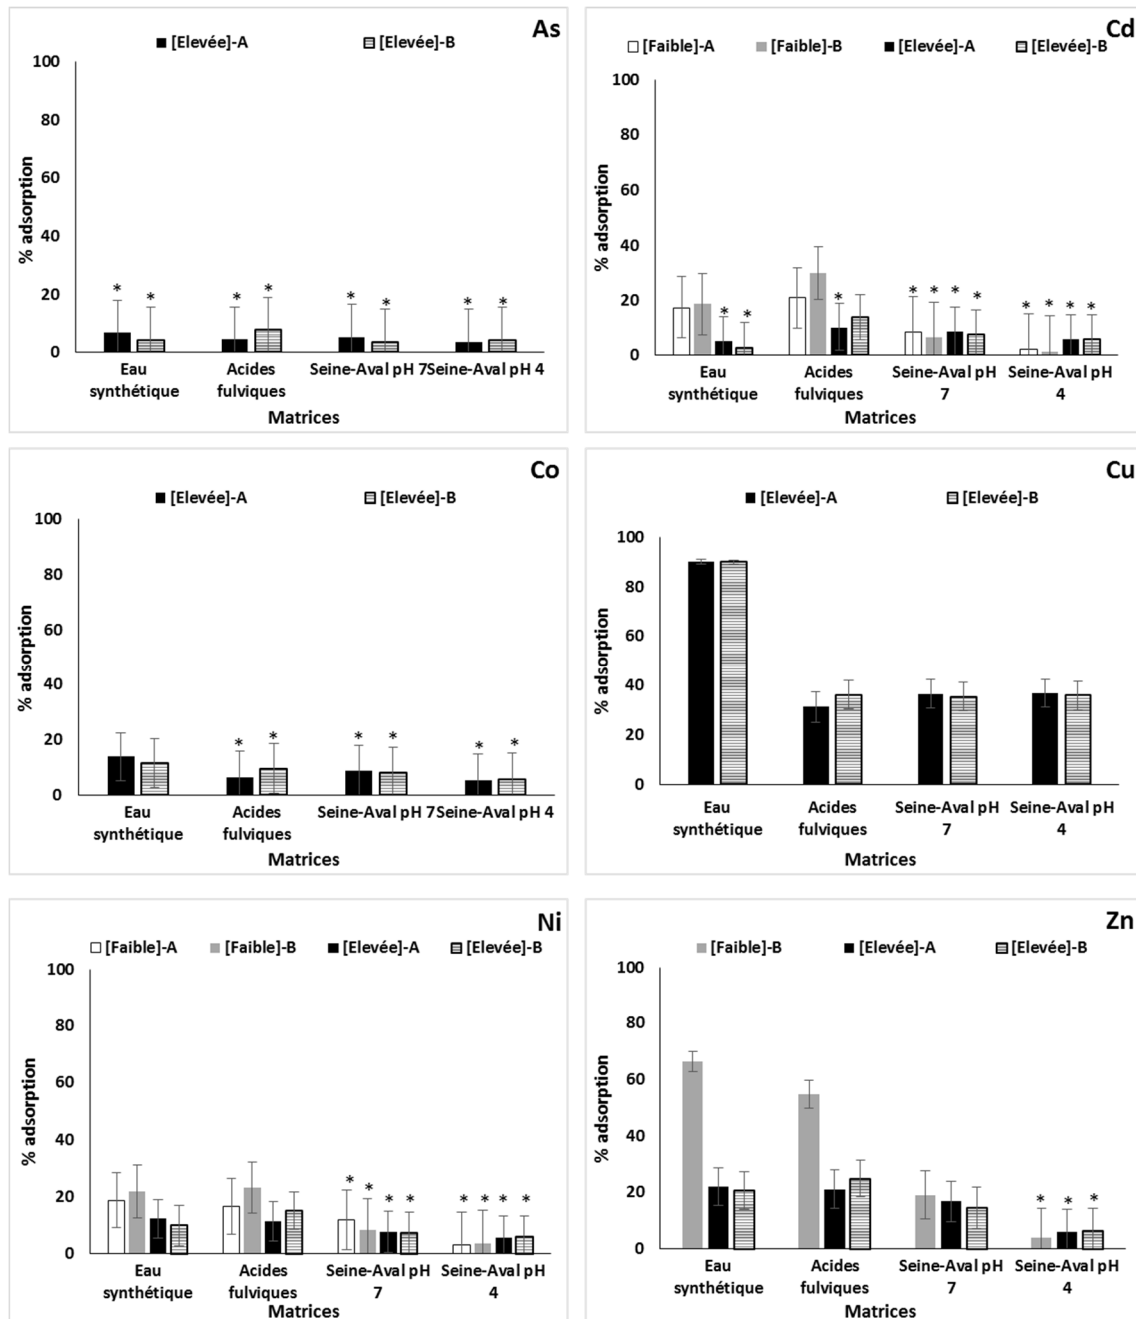 As
[Elevée]-A [Elevée]-B
100
80
60
40
20
0
% adsorption
* * * * * * * *
Eau synthétique
Acides fulviques
Seine-Aval pH 7
Seine-Aval pH 4
Matrices
Cd
[Faible]-A [Faible]-B [Elevée]-A [Elevée]-B
100
80
60
40
20
0
% adsorption
* * * * * * * * * * *
Eau synthétique
Acides fulviques
Seine-Aval pH 7
Seine-Aval pH 4
Matrices
Co
[Elevée]-A [Elevée]-B
100
80
60
40
20
0
% adsorption
* * * * * *
Eau synthétique
Acides fulviques
Seine-Aval pH 7
Seine-Aval pH 4
Matrices
Cu
[Elevée]-A [Elevée]-B
100
80
60
40
20
0
% adsorption
Eau synthétique
Acides fulviques
Seine-Aval pH 7
Seine-Aval pH 4
Matrices
Ni
[Faible]-A [Faible]-B [Elevée]-A [Elevée]-B
100
80
60
40
20
0
% adsorption
* * * * * * * *
Eau synthétique
Acides fulviques
Seine-Aval pH 7
Seine-Aval pH 4
Matrices
Zn
[Faible]-B [Elevée]-A [Elevée]-B
100
80
60
40
20
0
% adsorption
* * *
Eau synthétique
Acides fulviques
Seine-Aval pH 7
Seine-Aval pH 4
Matrices